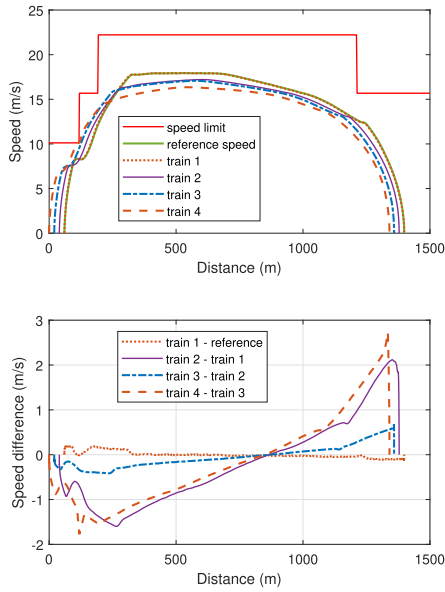 25
20
15
10
5
0
Speed (m/s)
speed limit
reference speed
train 1
train 2
train 3
train 4
0 500 1000 1500
Distance (m)
3
2
1
0
-1
-2
Speed difference (m/s)
train 1 - reference
train 2 - train 1
train 3 - train 2
train 4 - train 3
0 500 1000 1500
Distance (m)